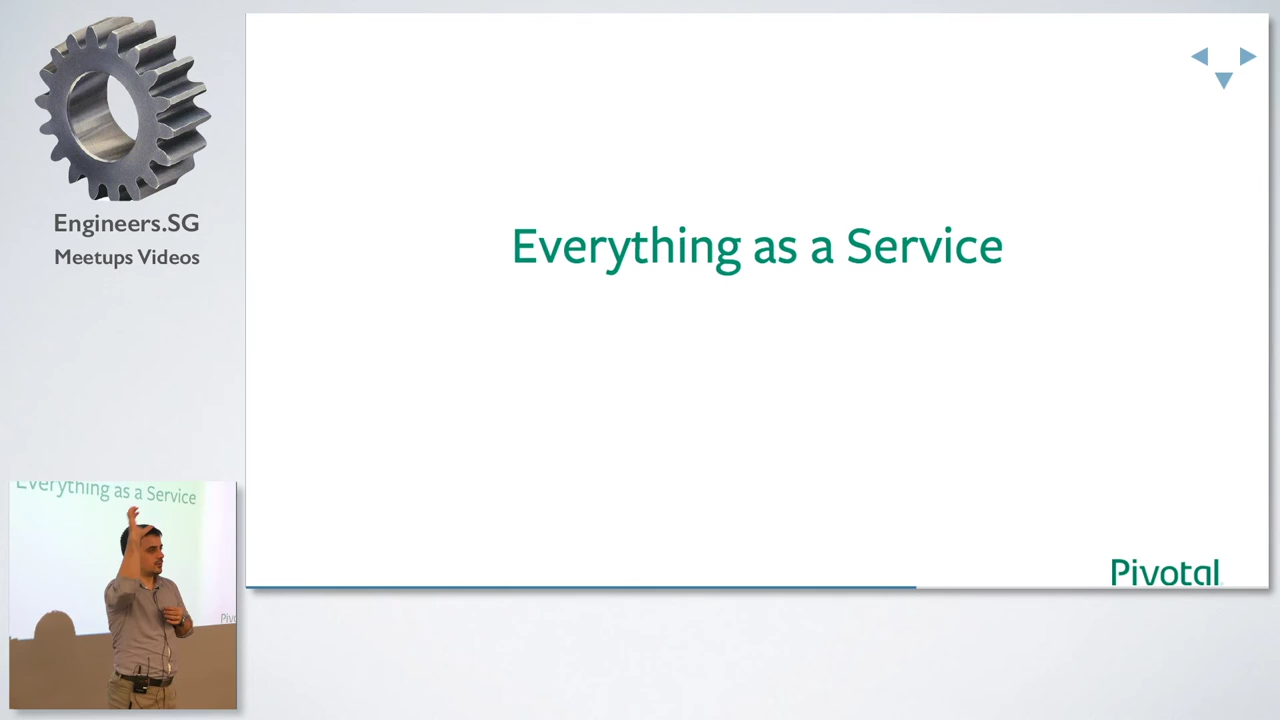 Engineers.SG
Meetups Videos
Everything as a Service
Pivotal
Everything as a Service